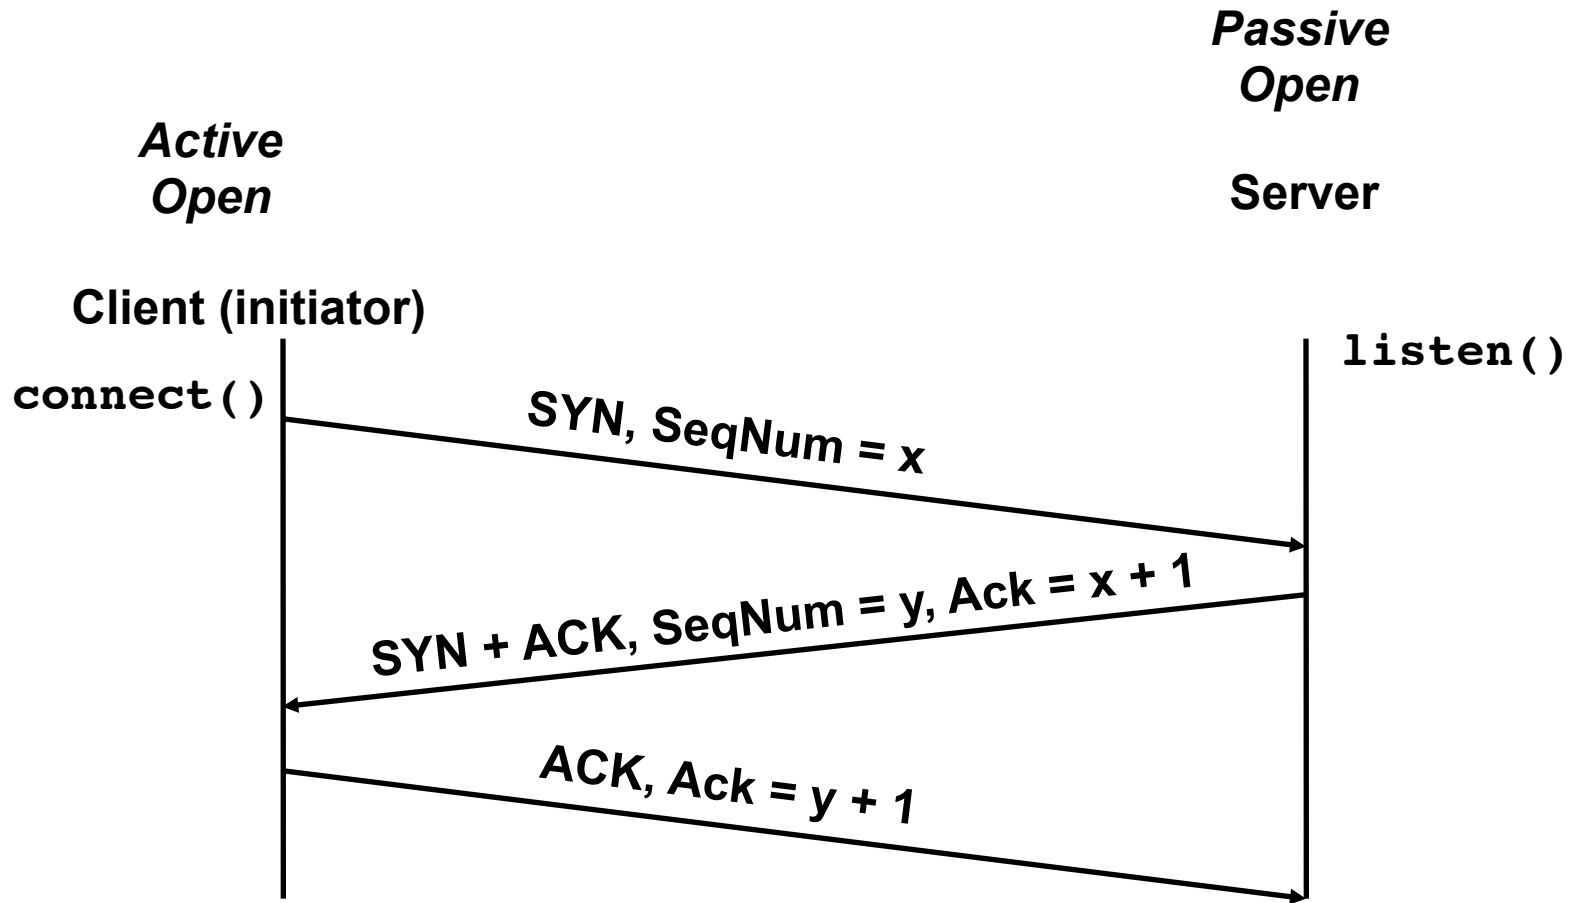 Passive
Open
Active
Open
Server
Client (initiator)
listen()
connect()
SYN, SeqNum = x
SYN + ACK, SeqNum = y, Ack = x + 1
ACK, Ack = y + 1